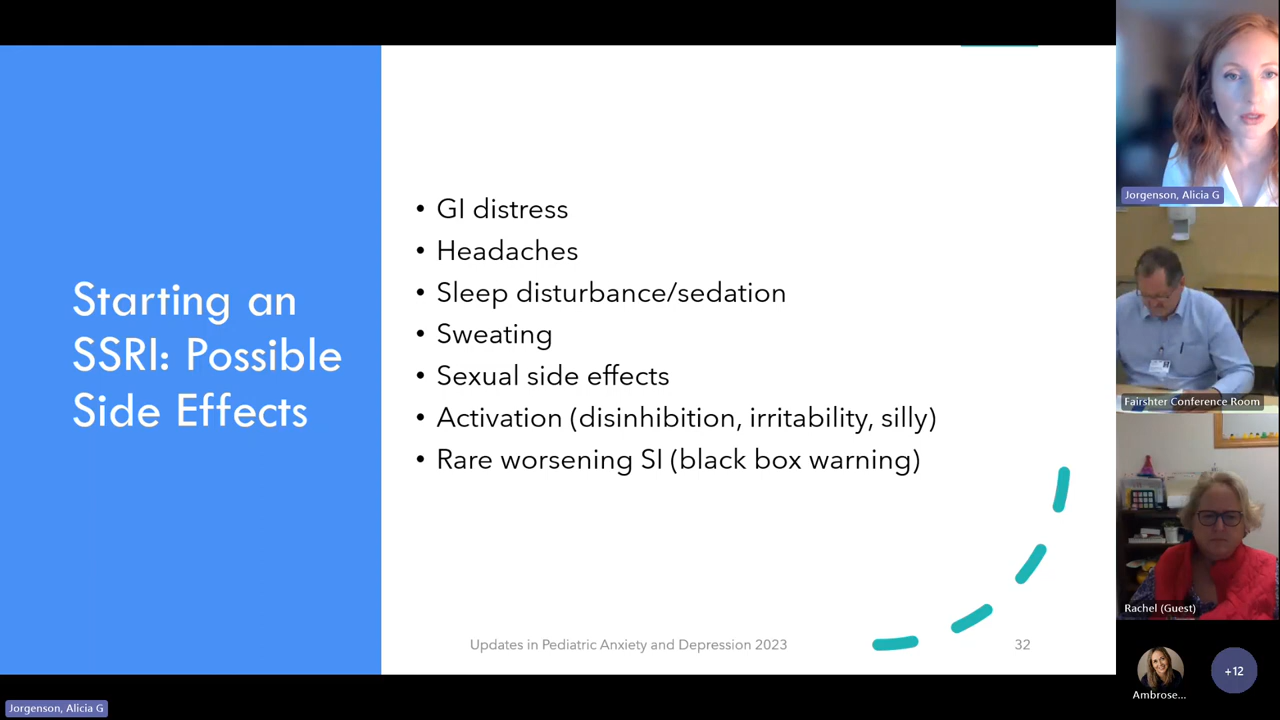 Starting an
SSRI: Possible
Side Effects
• GI distress
• Headaches
• Sleep disturbance/sedation
• Sweating
• Sexual side effects
• Activation (disinhibition, irritability, silly)
• Rare worsening SI (black box warning)
Updates in Pediatric Anxiety and Depression 2023
32
Jorgenson, Alicia G
Fairshter Conference Room
Rachel (Guest)
Ambrose...
+12
Jorgenson, Alicia G